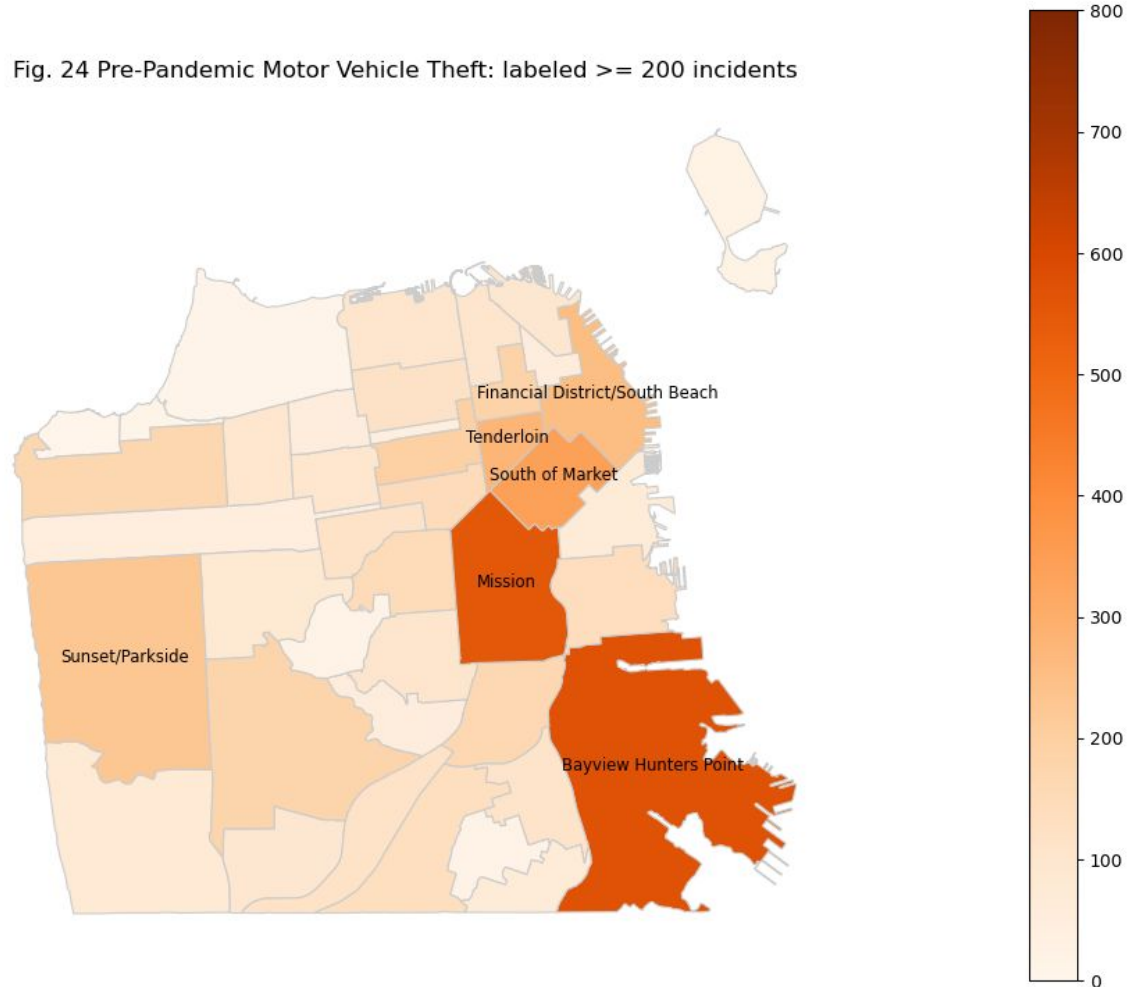 Fig. 24 Pre-Pandemic Motor Vehicle Theft: labeled >= 200 incidents
800
700
600
500
400
300
200
100
0
Financial District/South Beach
Tenderloin
South of Market
Mission
Sunset/Parkside
Bayview Hunters Point